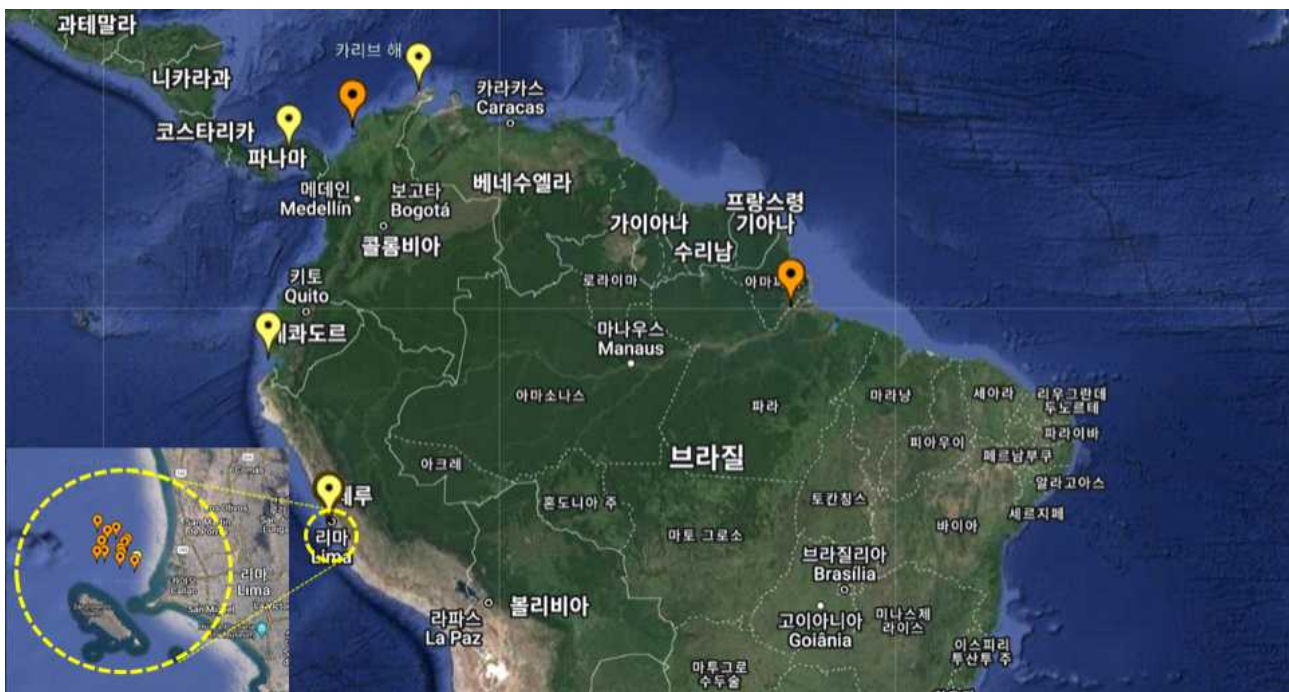 과테말라
카리브 해
니카라과
카라카스
Caracas
코스타리카
파나마
메데인
Medellín
보고타
Bogotá
베네수엘라
프랑스령
기아나
가이아나
수리남
콜롬비아
키토
Quito
로라이마
마나우스
Manaus
아마소나스
파라
마라냥
세아라
리우그란데
두노르테
파라이바
피아우이
페르남부쿠
브라질
아크레
알라고아스
세르지페
혼도니아 주
토칸칭스
바이아
마토 그로소
리마
Lima
브라질리아
Brasília
라파스
La Paz
볼리비아
고이아니아
Goiânia
미나스제
라이스
이스피리
투산투 주
마투그로
수두술
리마
Lima
San Miguel